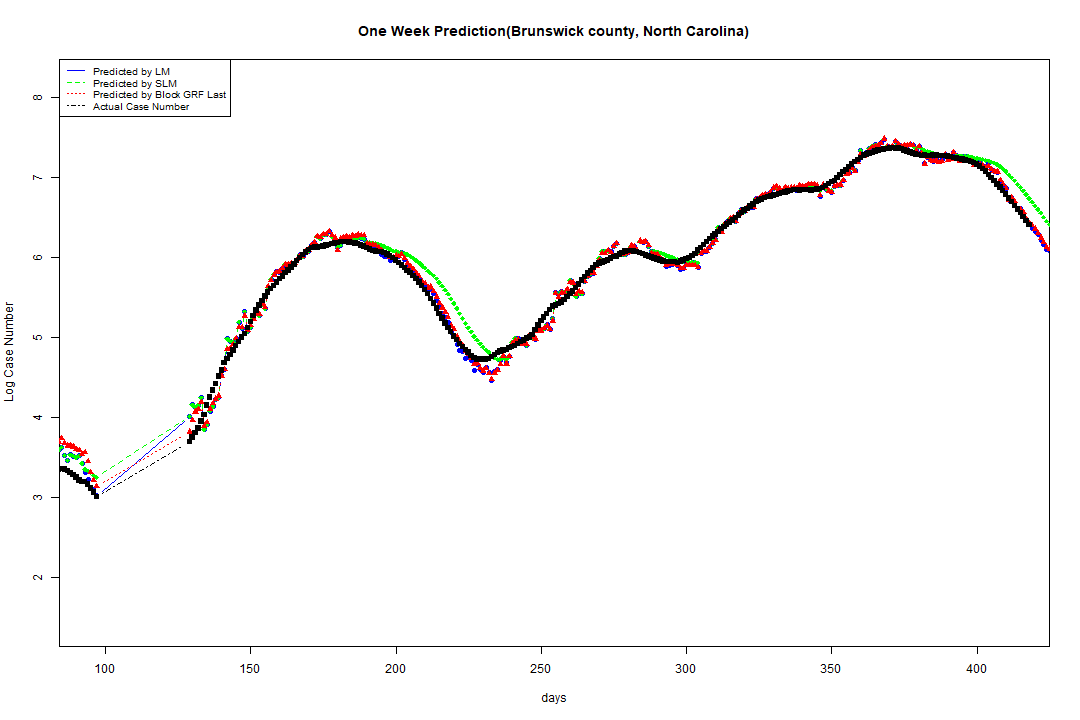 One Week Prediction(Brunswick county, North Carolina)
Predicted by LM
Predicted by SLM
Predicted by Block GRF Last
Actual Case Number
8
7
6
5
4
3
2
Log Case Number
100 150 200 250 300 350 400
days